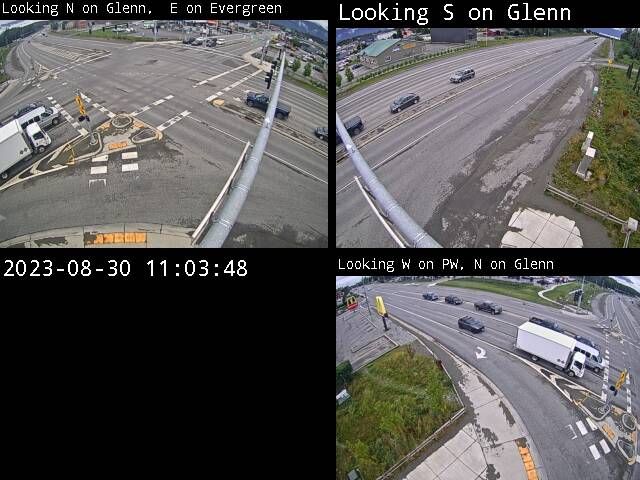 Looking N on Glenn,  E on Evergreen
Looking S on Glenn
2023-08-30 11:03:48
Looking W on PW, N on Glenn